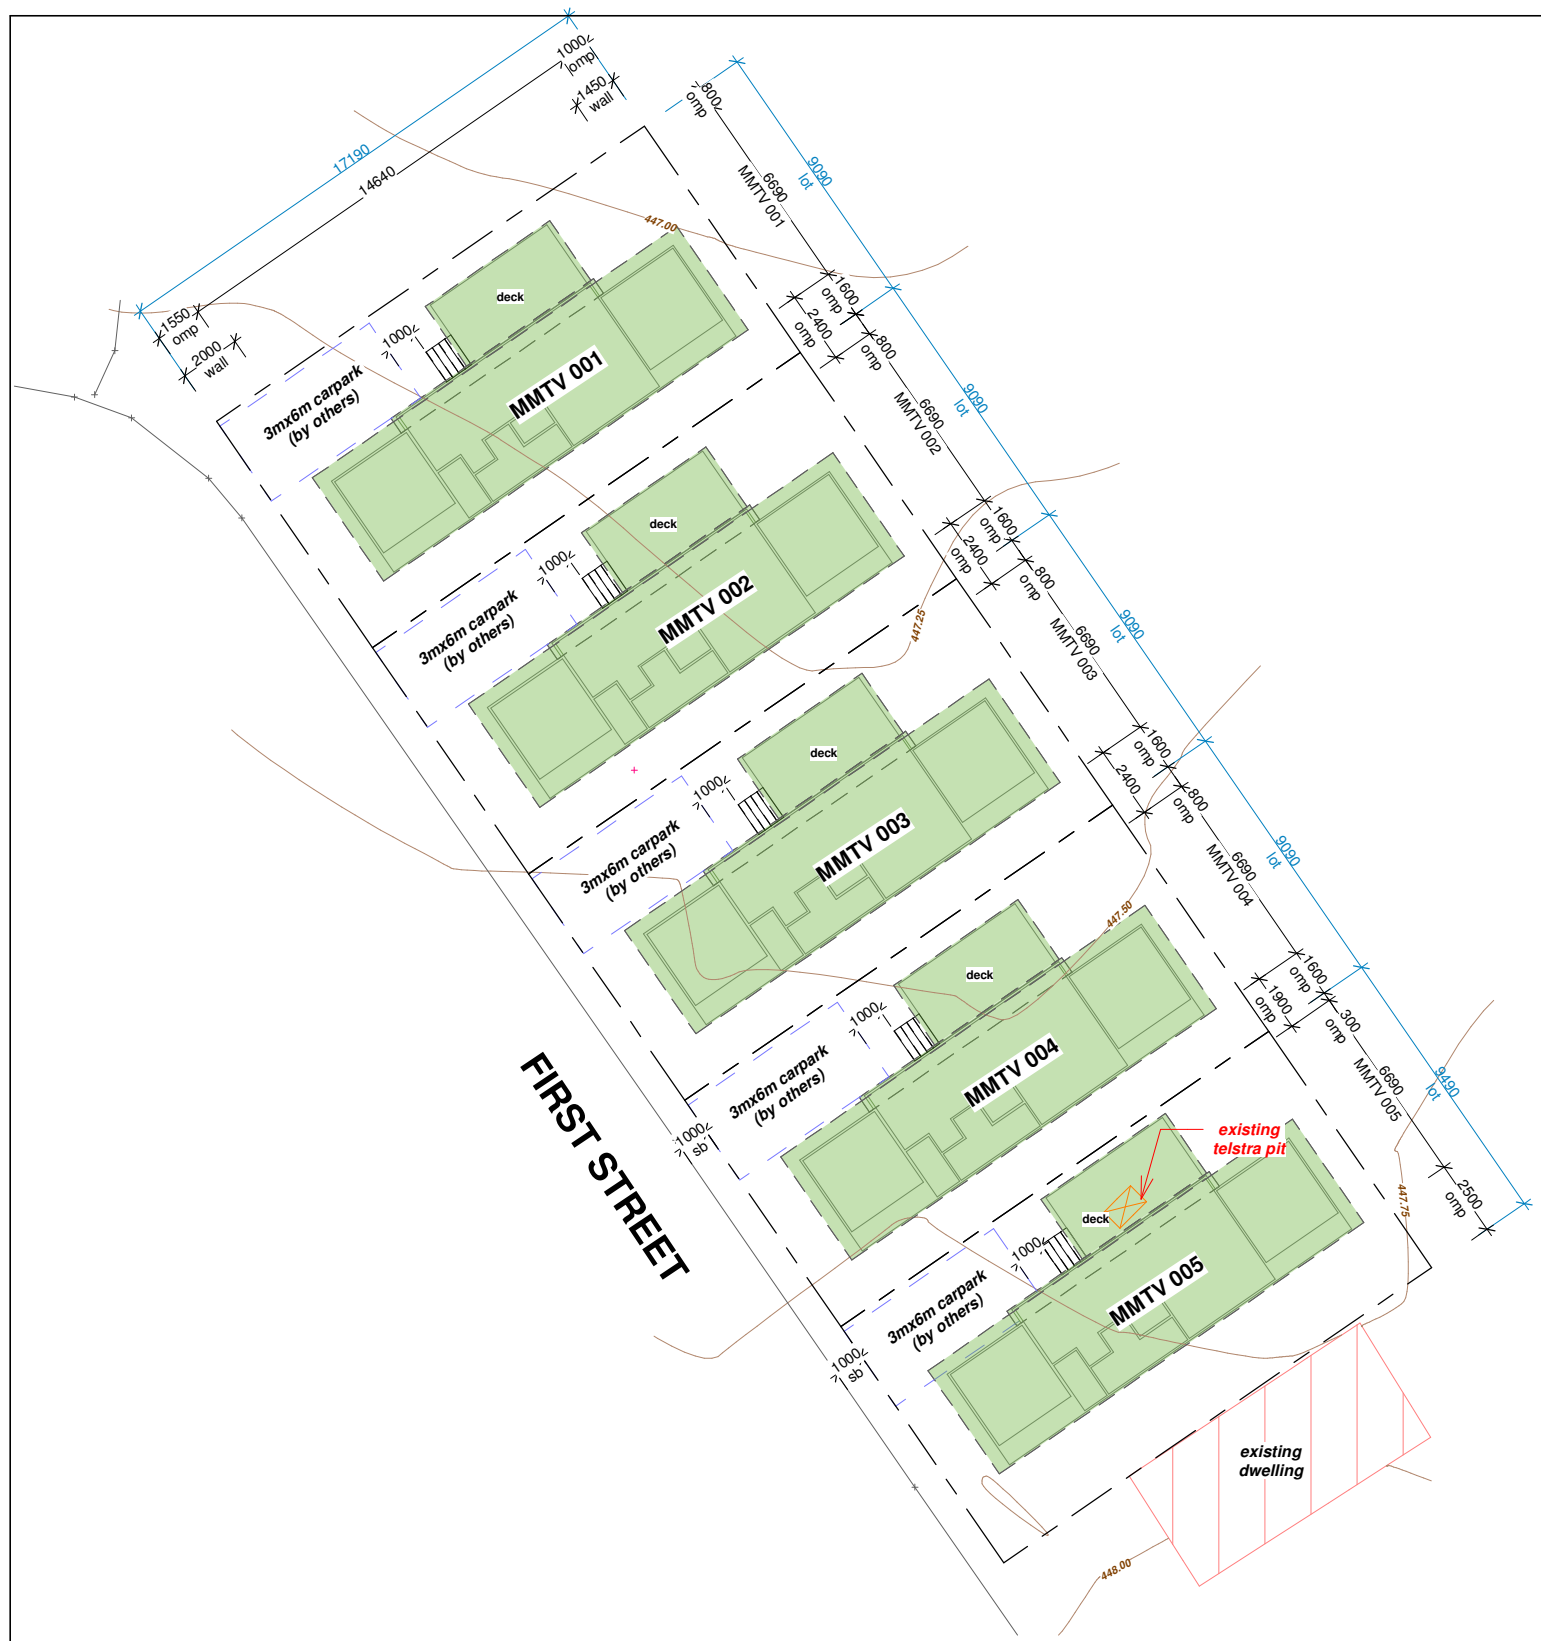 1000
omp
1450
wall
17190
14640
1550
omp
2000
wall
800
omp
9090
lot
6690
MMTV 001
447.00
1600
omp
2400
omp
800
omp
deck
1000
MMTV 001
3mx6m carpark
(by others)
9090
lot
6690
MMTV 002
1600
omp
2400
omp
800
omp
deck
1000
MMTV 002
3mx6m carpark
(by others)
447.25
9090
lot
6690
MMTV 003
1600
omp
2400
omp
800
omp
deck
1000
MMTV 003
3mx6m carpark
(by others)
9090
lot
6690
MMTV 004
447.50
1600
omp
1900
omp
300
omp
deck
1000
MMTV 004
3mx6m carpark
(by others)
1000
sb
FIRST STREET
9490
lot
6690
MMTV 005
existing
telstra pit
447.75
2500
omp
deck
1000
MMTV 005
3mx6m carpark
(by others)
1000
sb
existing
dwelling
448.00